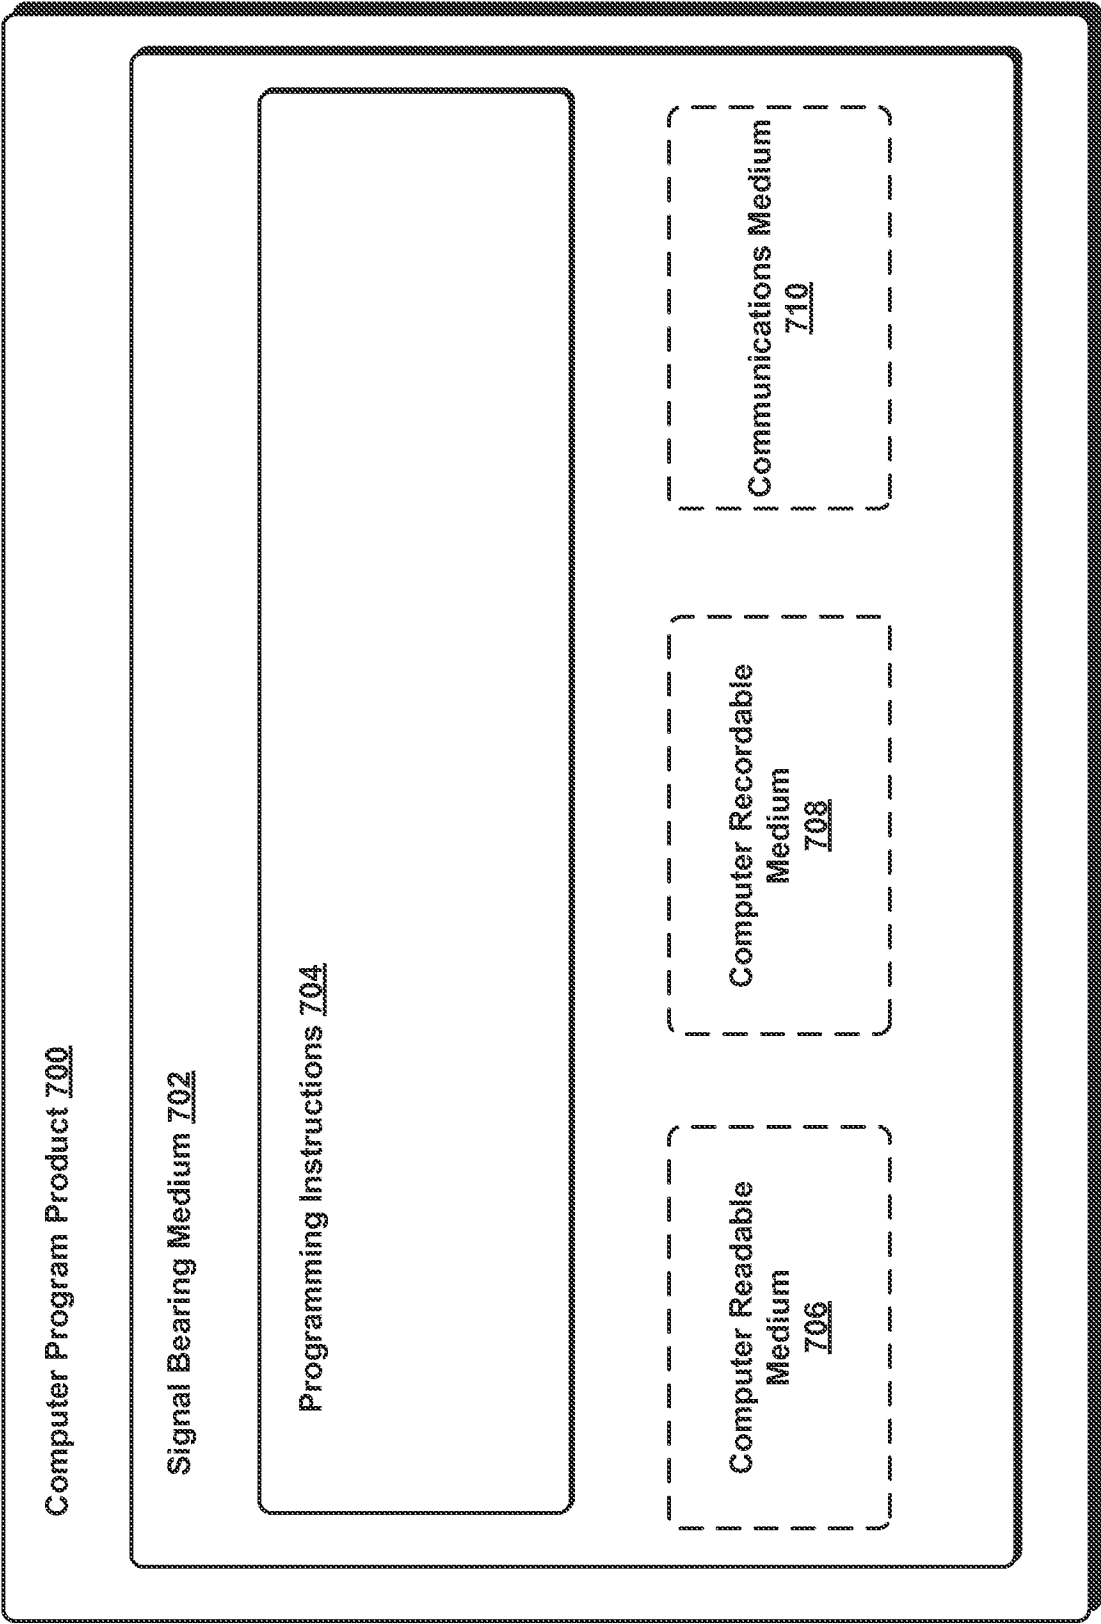 Computer Program Product 700
Signal Bearing Medium 702
Programming Instructions 704
Computer Readable
Medium
706
Computer Recordable
Medium
708
Communications Medium
710